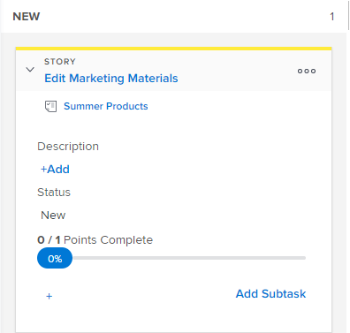 NEW 1
STORY
Edit Marketing Materials
Summer Products
Description
+Add
Status
New
0 / 1 Points Complete
0%
+ Add Subtask